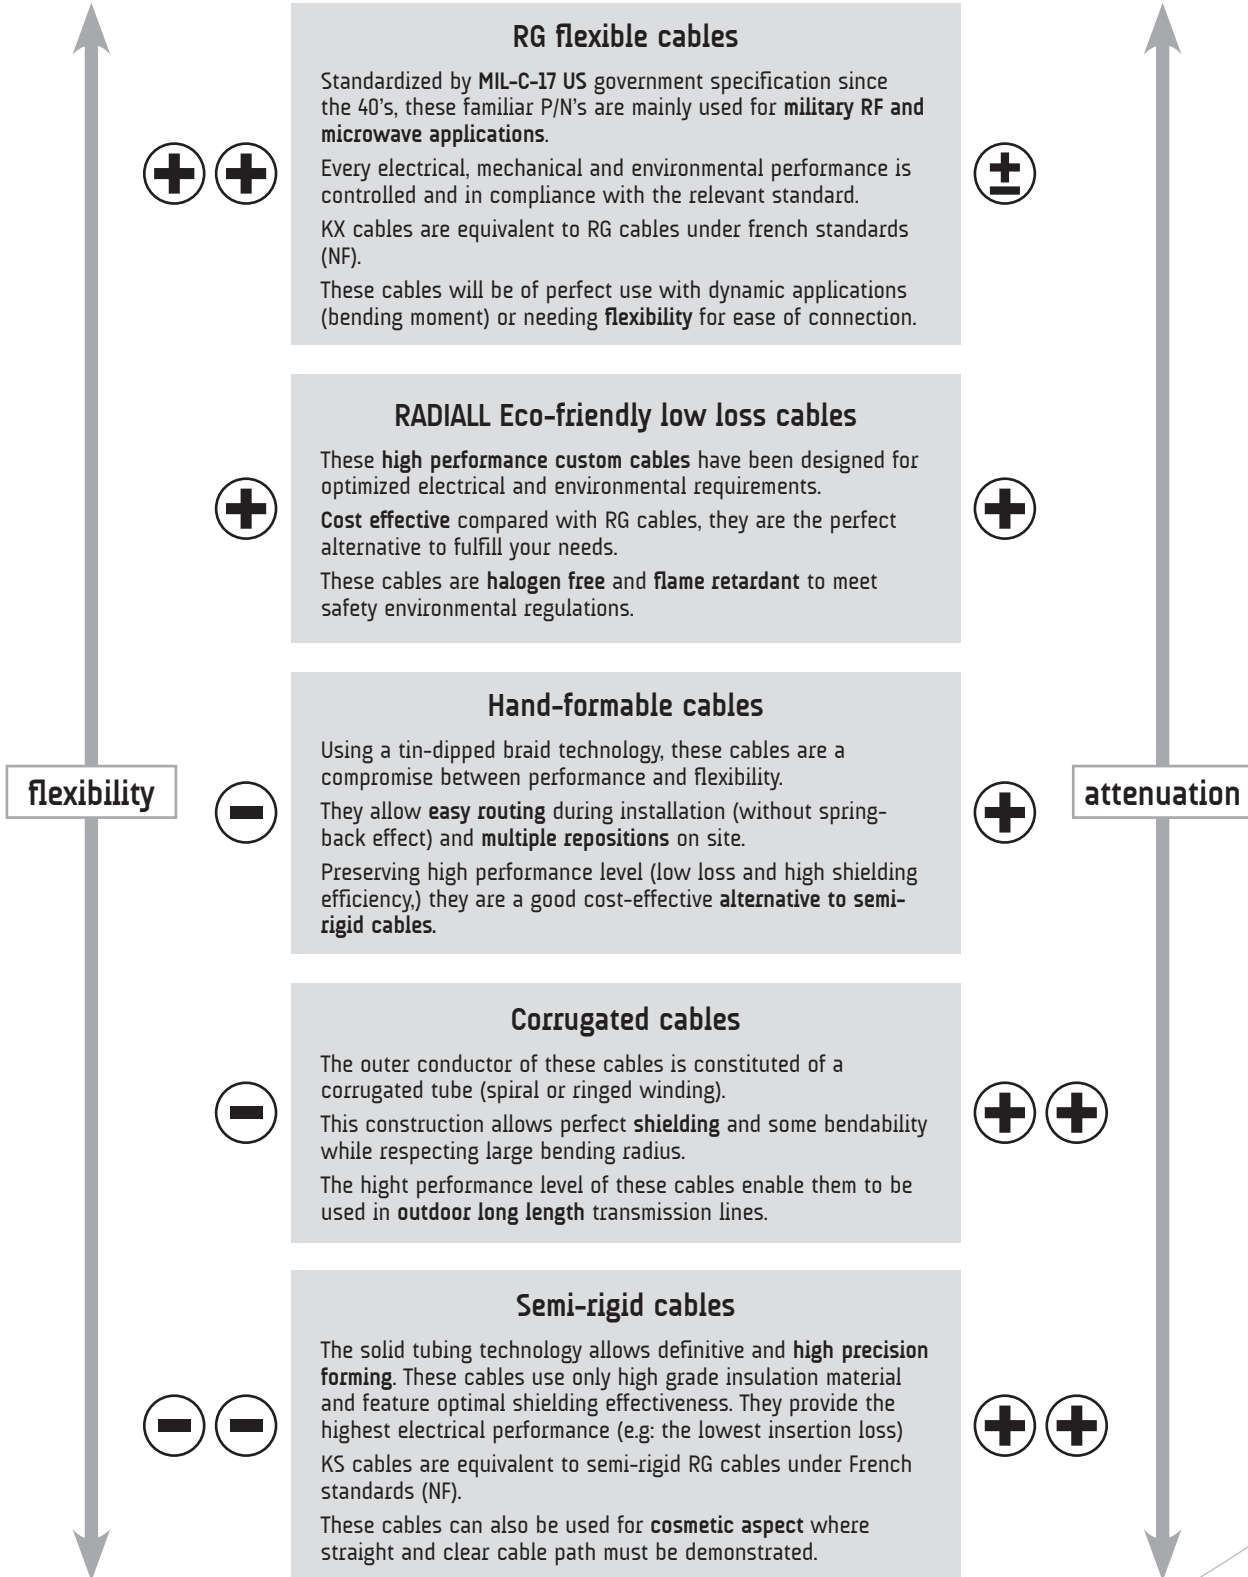 RG flexible cables
Standardized by MIL-C-17 US government specification since
the 40's, these familiar P/N's are mainly used for military RF and
microwave applications.
Every electrical, mechanical and environmental performance is
controlled and in compliance with the relevant standard.
KX cables are equivalent to RG cables under french standards
(NF).
These cables will be of perfect use with dynamic applications
(bending moment) or needing flexibility for ease of connection.
RADIALL Eco-friendly low loss cables
These high performance custom cables have been designed for
optimized electrical and environmental requirements.
Cost effective compared with RG cables, they are the perfect
alternative to fulfill your needs.
These cables are halogen free and flame retardant to meet
safety environmental regulations.
Hand-formable cables
Using a tin-dipped braid technology, these cables are a
compromise between performance and flexibility.
They allow easy routing during installation (without spring-
back effect) and multiple repositions on site.
Preserving high performance level (low loss and high shielding
efficiency,) they are a good cost-effective alternative to semi-
rigid cables.
flexibility
attenuation
Corrugated cables
The outer conductor of these cables is constituted of a
corrugated tube (spiral or ringed winding).
This construction allows perfect shielding and some bendability
while respecting large bending radius.
The hight performance level of these cables enable them to be
used in outdoor long length transmission lines.
Semi-rigid cables
The solid tubing technology allows definitive and high precision
forming. These cables use only high grade insulation material
and feature optimal shielding effectiveness. They provide the
highest electrical performance (e.g: the lowest insertion loss)
KS cables are equivalent to semi-rigid RG cables under French
standards (NF).
These cables can also be used for cosmetic aspect where
straight and clear cable path must be demonstrated.